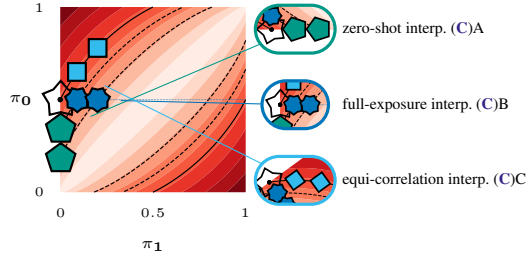 0
zero-shot interp. (C)A
π0
full-exposure interp. (C)B
1
equi-correlation interp. (C)C
0 0.5 1
π1